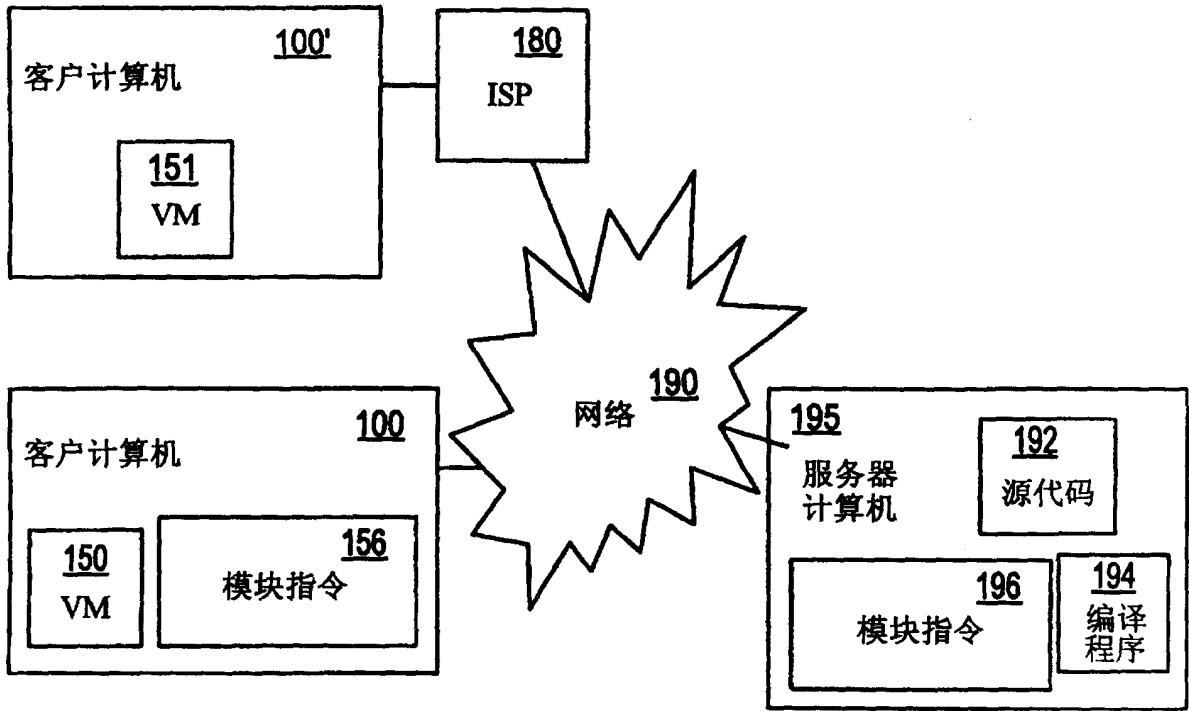 100'
客户计算机
151
VM
180
ISP
190
网络
100
客户计算机
150
VM
156
模块指令
195
服务器
计算机
192
源代码
196
模块指令
194
编译
程序